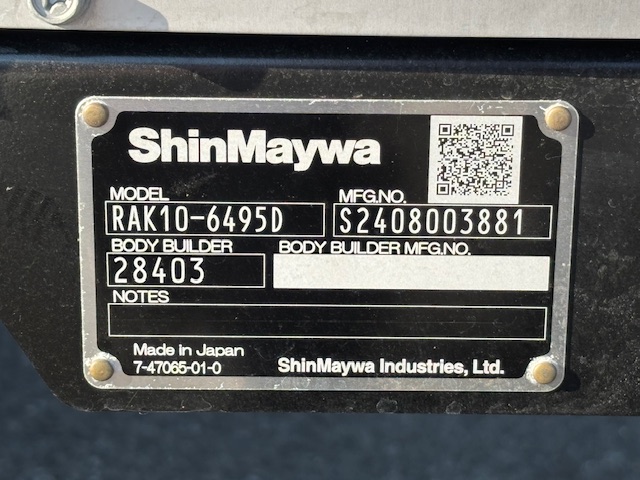 ShinMaywa
MODEL MFG.NO.
RAK10-6495D S2408003881
BODY BUILDER BODY BUILDER MFG.NO.
28403
NOTES
Made in Japan
7-47065-01-0 ShinMaywa Industries, Ltd.